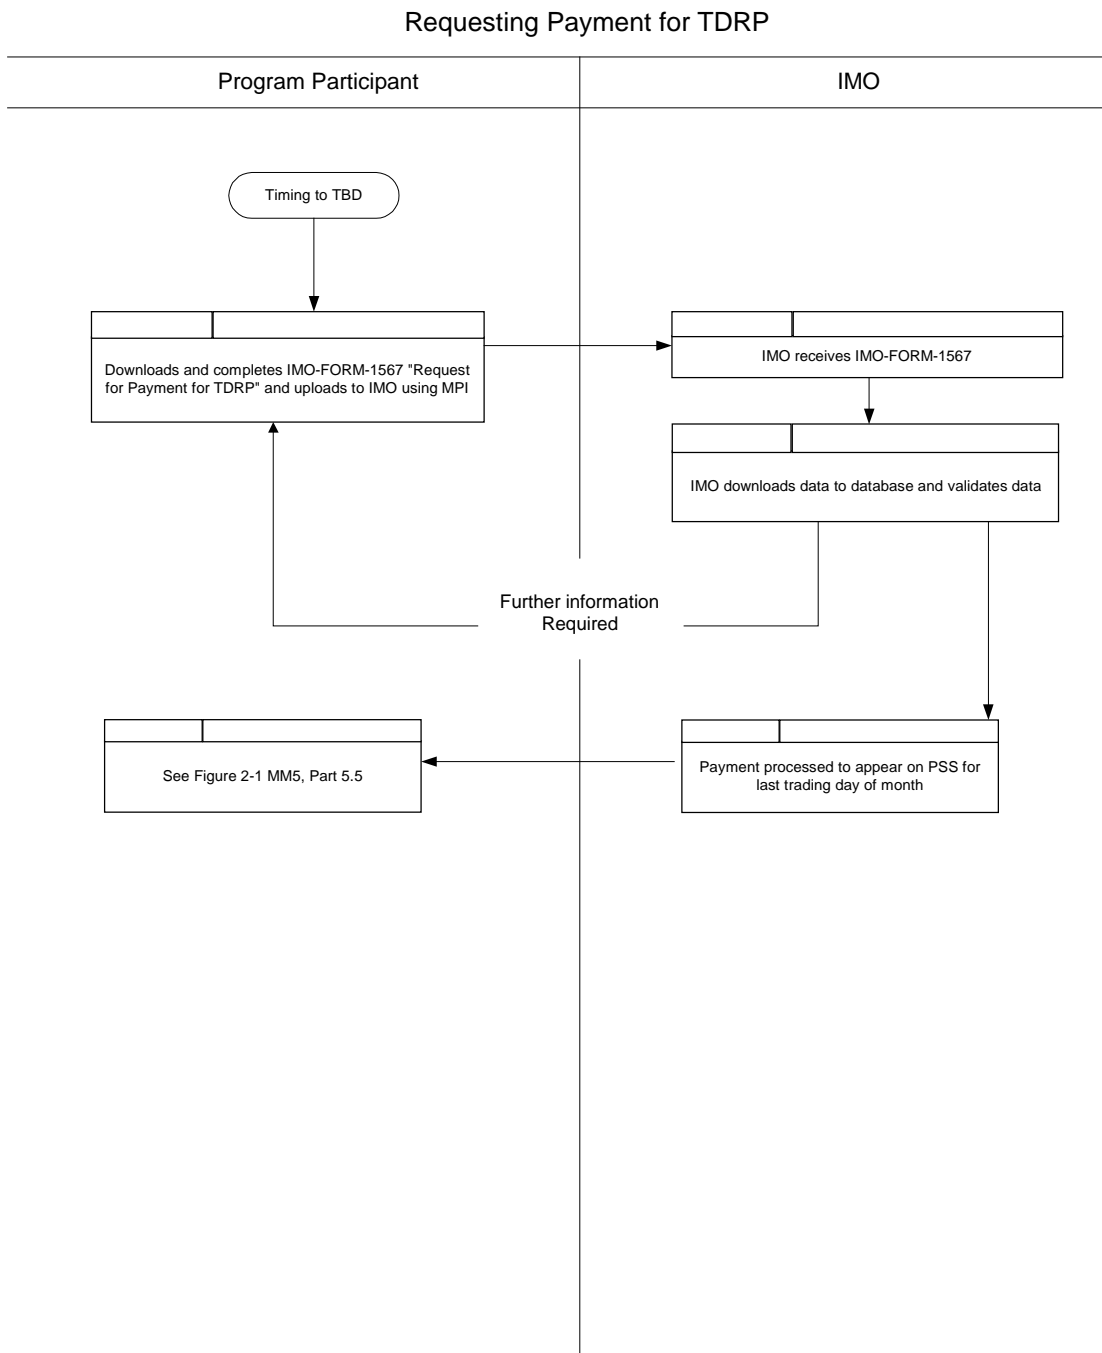 Requesting Payment for TDRP
Program Participant
IMO
Timing to TBD
Downloads and completes IMO-FORM-1567 "Request
for Payment for TDRP" and uploads to IMO using MPI
IMO receives IMO-FORM-1567
IMO downloads data to database and validates data
Further information
Required
See Figure 2-1 MM5, Part 5.5
Payment processed to appear on PSS for
last trading day of month